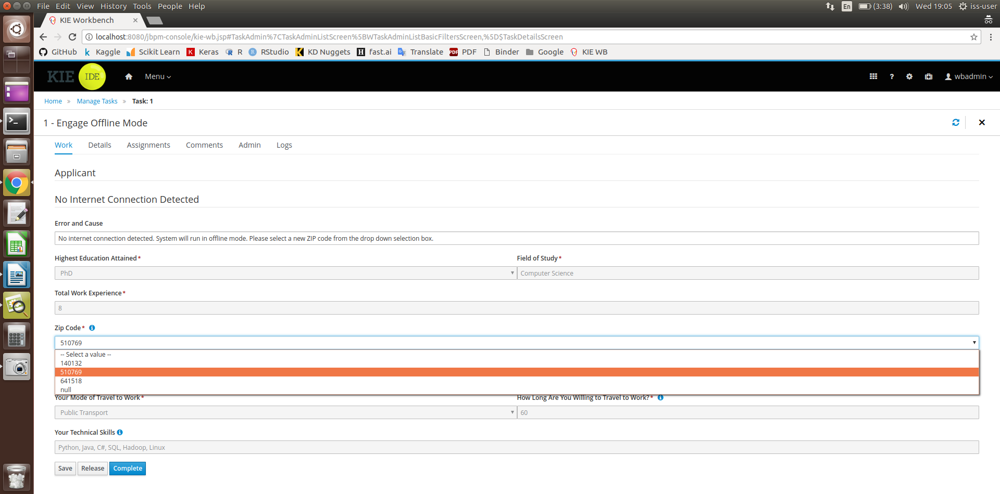 File Edit View History Tools People Help
En (3:38) Wed 19:05 iss-user
KIE Workbench
localhost:8080/jbpm-console/kie-wb.jsp#TaskAdmin%7CTaskAdminListScreen%5BWTaskAdminListBasicFiltersScreen,%5D$TaskDetailsScreen
GitHub k Kaggle Scikit Learn K Keras R R R RStudio K KD Nuggets H fast.ai Translate PDF PDF Binder Google KIE WB
KIE IDE Menu ? wbadmin
Home » Manage Tasks » Task: 1
1 - Engage Offline Mode
Work Details Assignments Comments Admin Logs
Applicant
No Internet Connection Detected
Error and Cause
No internet connection detected. System will run in offline mode. Please select a new ZIP code from the drop down selection box.
Highest Education Attained* Field of Study*
PhD Computer Science
Total Work Experience*
8
Zip Code*
510769
-- Select a value --
140132
510769
641518
null
Your Mode of Travel to Work* How Long Are You Willing to Travel to Work?*
Public Transport 60
Your Technical Skills
Python, Java, C#, SQL, Hadoop, Linux
Save Release Complete